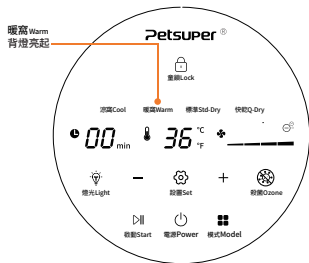 暖窩Warm
背燈亮起
Petsuper®
童鎖Lock
涼窩Cool 暖窩Warm 標準Std-Dry 快乾Q-Dry
00 min 36 °C °F
燈光Light 設置Set 殺菌Ozone
啟動Start 電源Power 模式Model